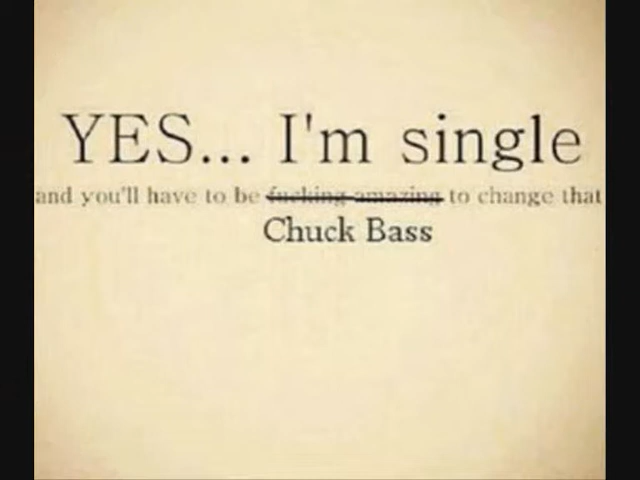 YES... I'm single
and you'll have to be fucking amazing to change that
Chuck Bass